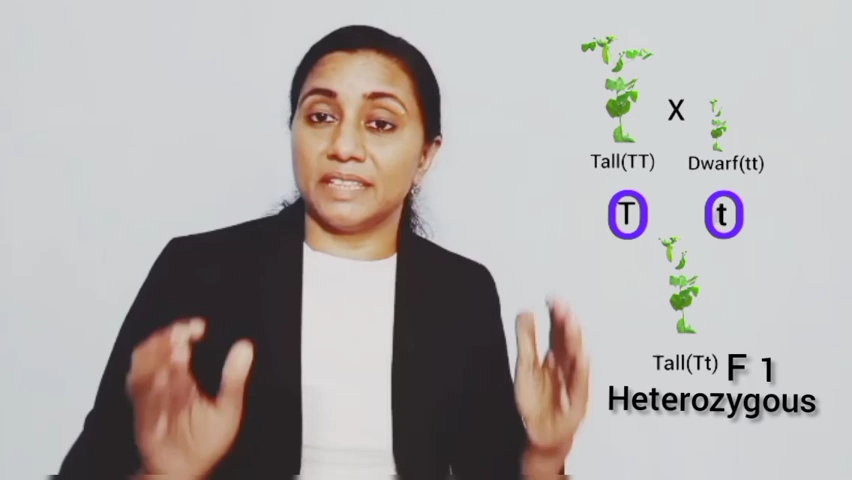 X
Tall(TT) Dwarf(tt)
T t
Tall(Tt) F 1
Heterozygous